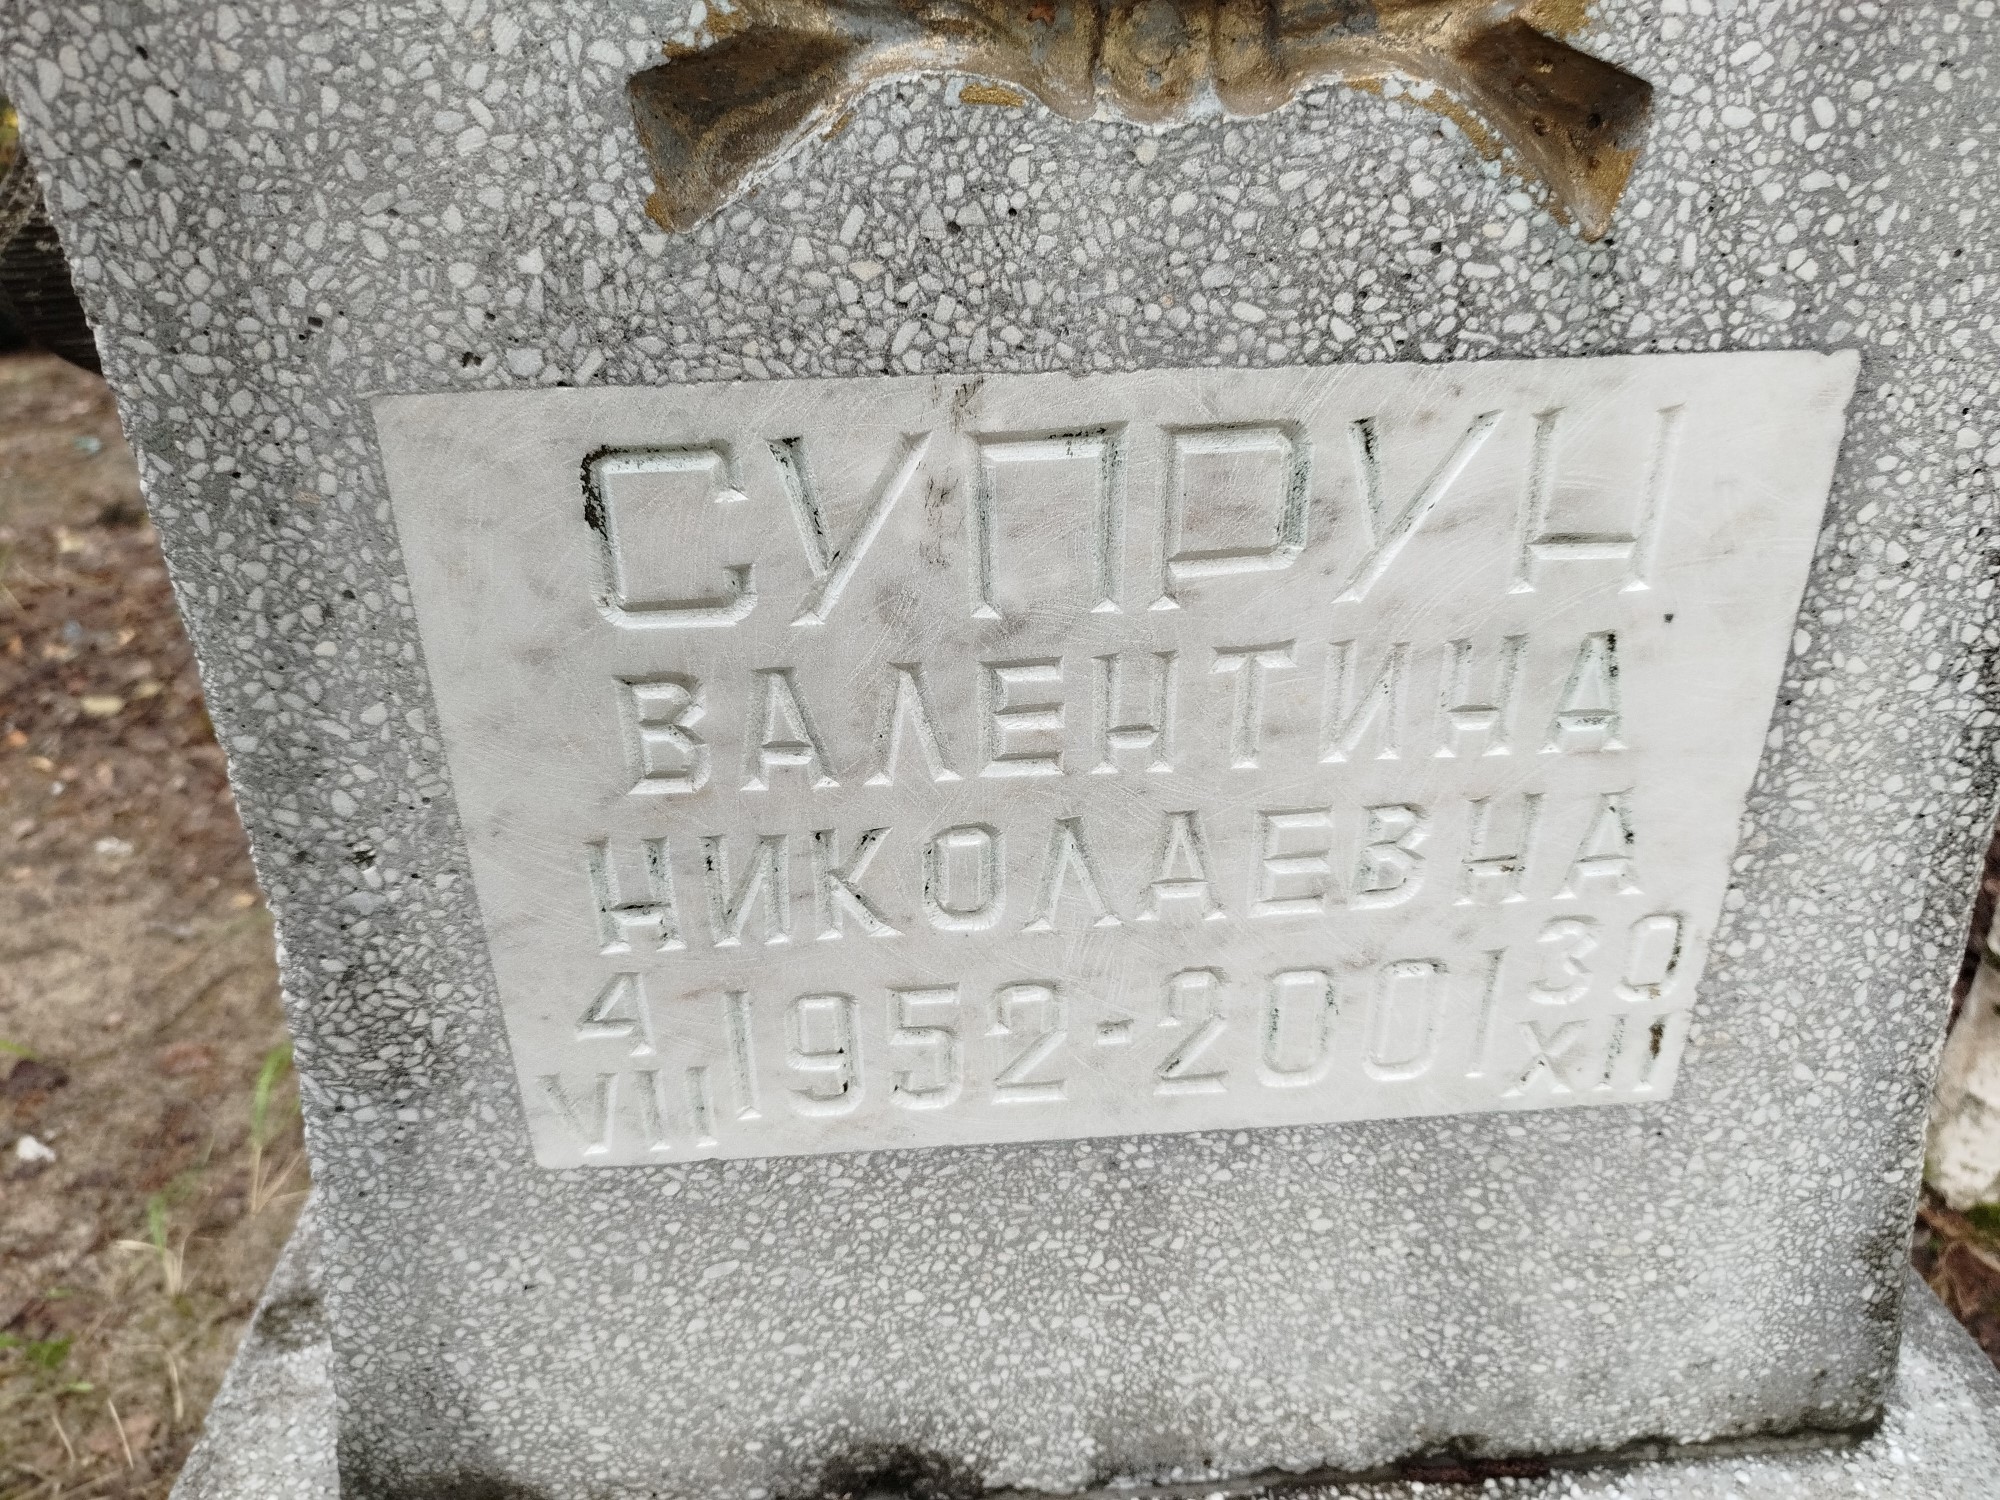 СУПРУН
ВАЛЕНТИНА
НИКОЛАЕВНА
4 VII 1952-2001 30 XII